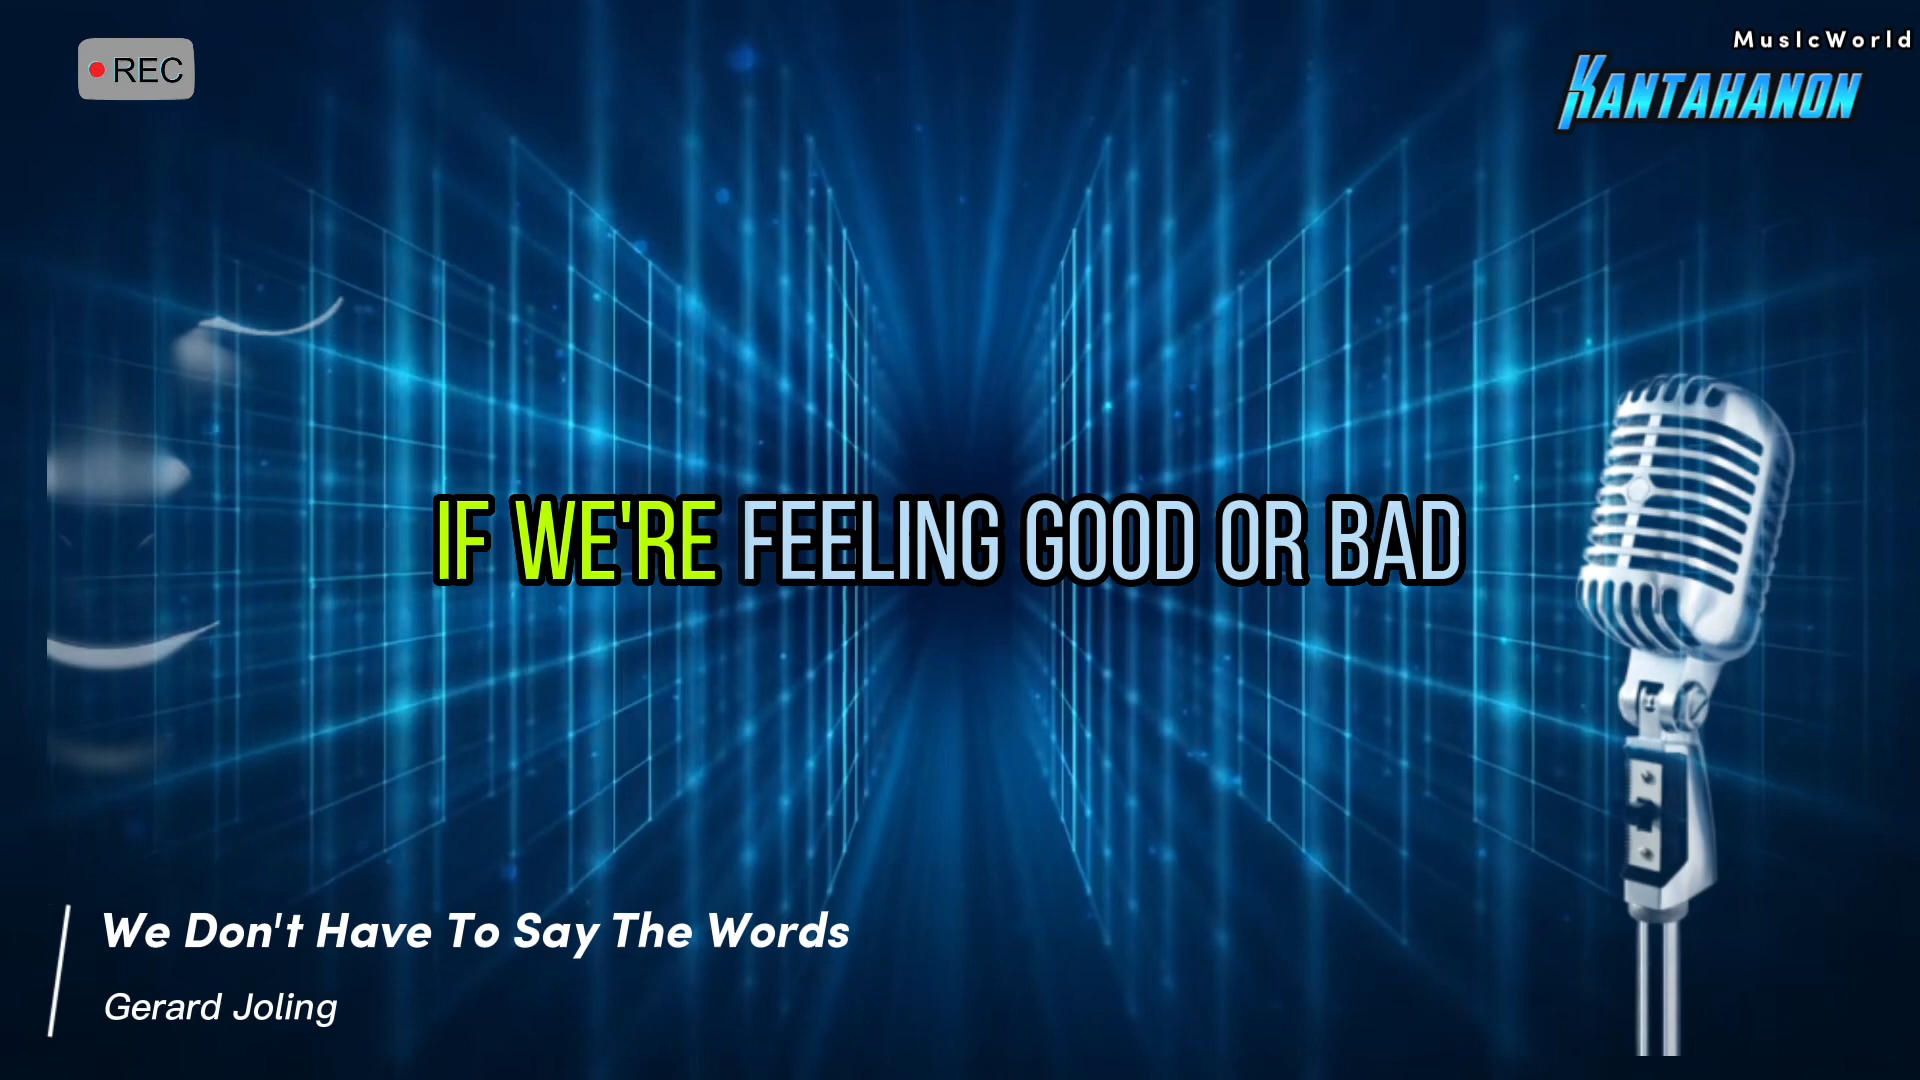 REC
MusIcWorld
KANTAHANON
IF WE'RE FEELING GOOD OR BAD
We Don't Have To Say The Words
Gerard Joling